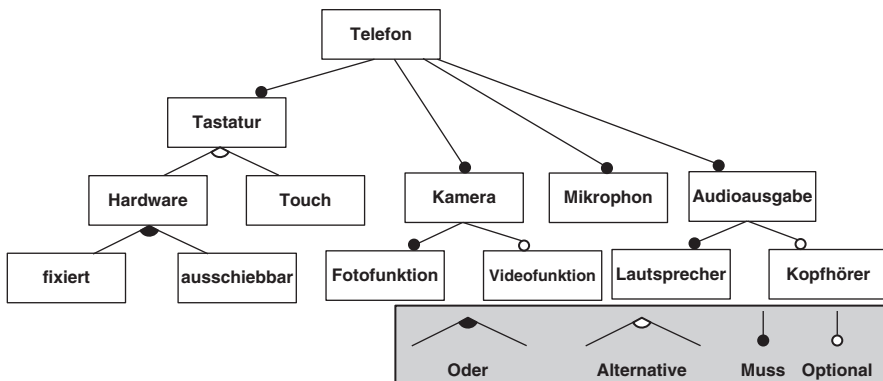 Telefon
Tastatur
Hardware
Touch
Kamera
Mikrophon
Audioausgabe
fixiert
ausschiebbar
Fotofunktion
Videofunktion
Lautsprecher
Kopfhörer
Oder
Alternative
Muss
Optional